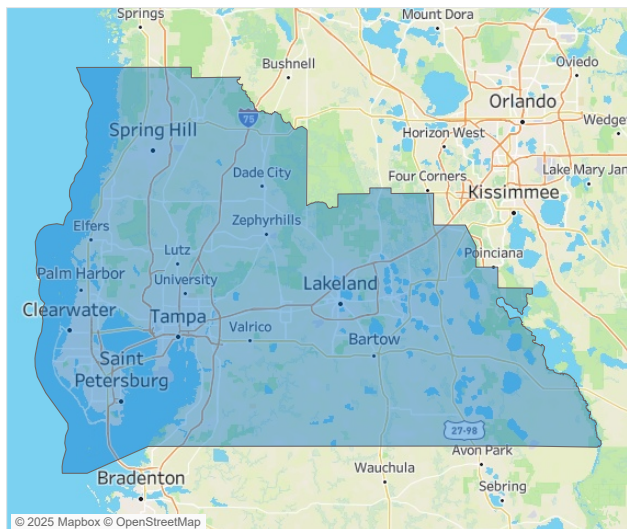 Springs
Mount Dora
Bushnell
Oviedo
Orlando
75
Spring Hill
Horizon West
Wedgef
Dade City
Four Corners
Lake Mary Jan
Kissimmee
Elfers
Zephyrhills
Lutz
Poinciana
Palm Harbor
University
Lakeland
Clearwater
Tampa
Valrico
Bartow
Saint
Petersburg
27-98
Avon Park
Wauchula
Bradenton
Sebring
© 2025 Mapbox © OpenStreetMap